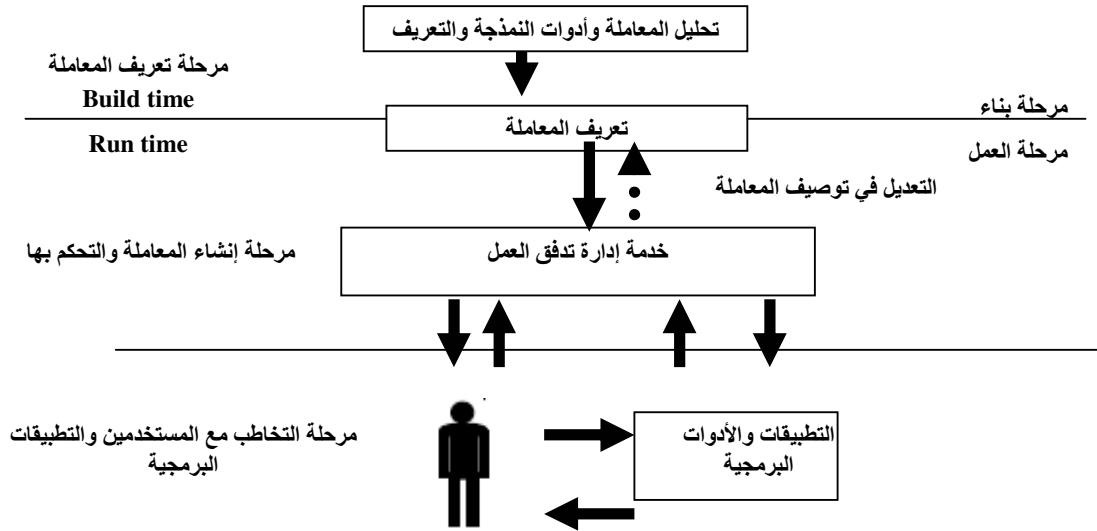 تحليل المعاملة وأدوات النمذجة والتعريف
مرحلة تعريف المعاملة
Build time
مرحلة بناء
تعريف المعاملة
Run time
مرحلة العمل
التعديل في توصيف المعاملة
خدمة إدارة تدفق العمل
مرحلة إنشاء المعاملة والتحكم بها
التطبيقات والأدوات
البرمجية
مرحلة التخاطب مع المستخدمين والتطبيقات
البرمجية